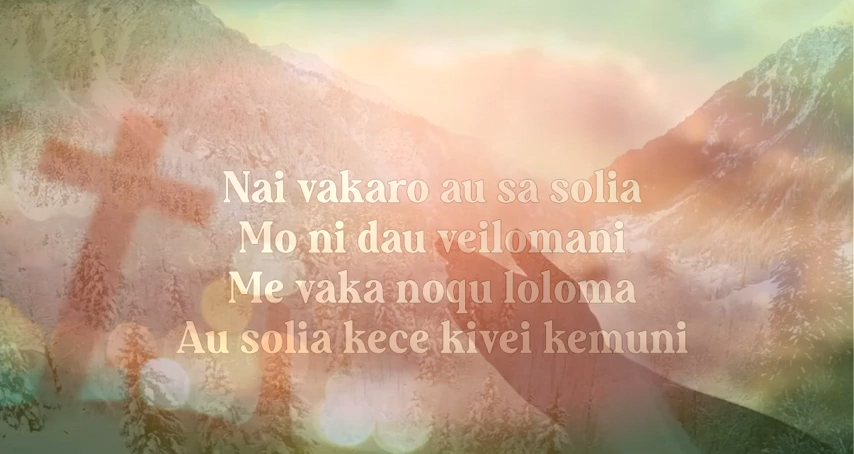 Nai vakaro au sa solia
Mo ni dau veilomani
Me vaka noqu loloma
Au solia kece kivei kemuni